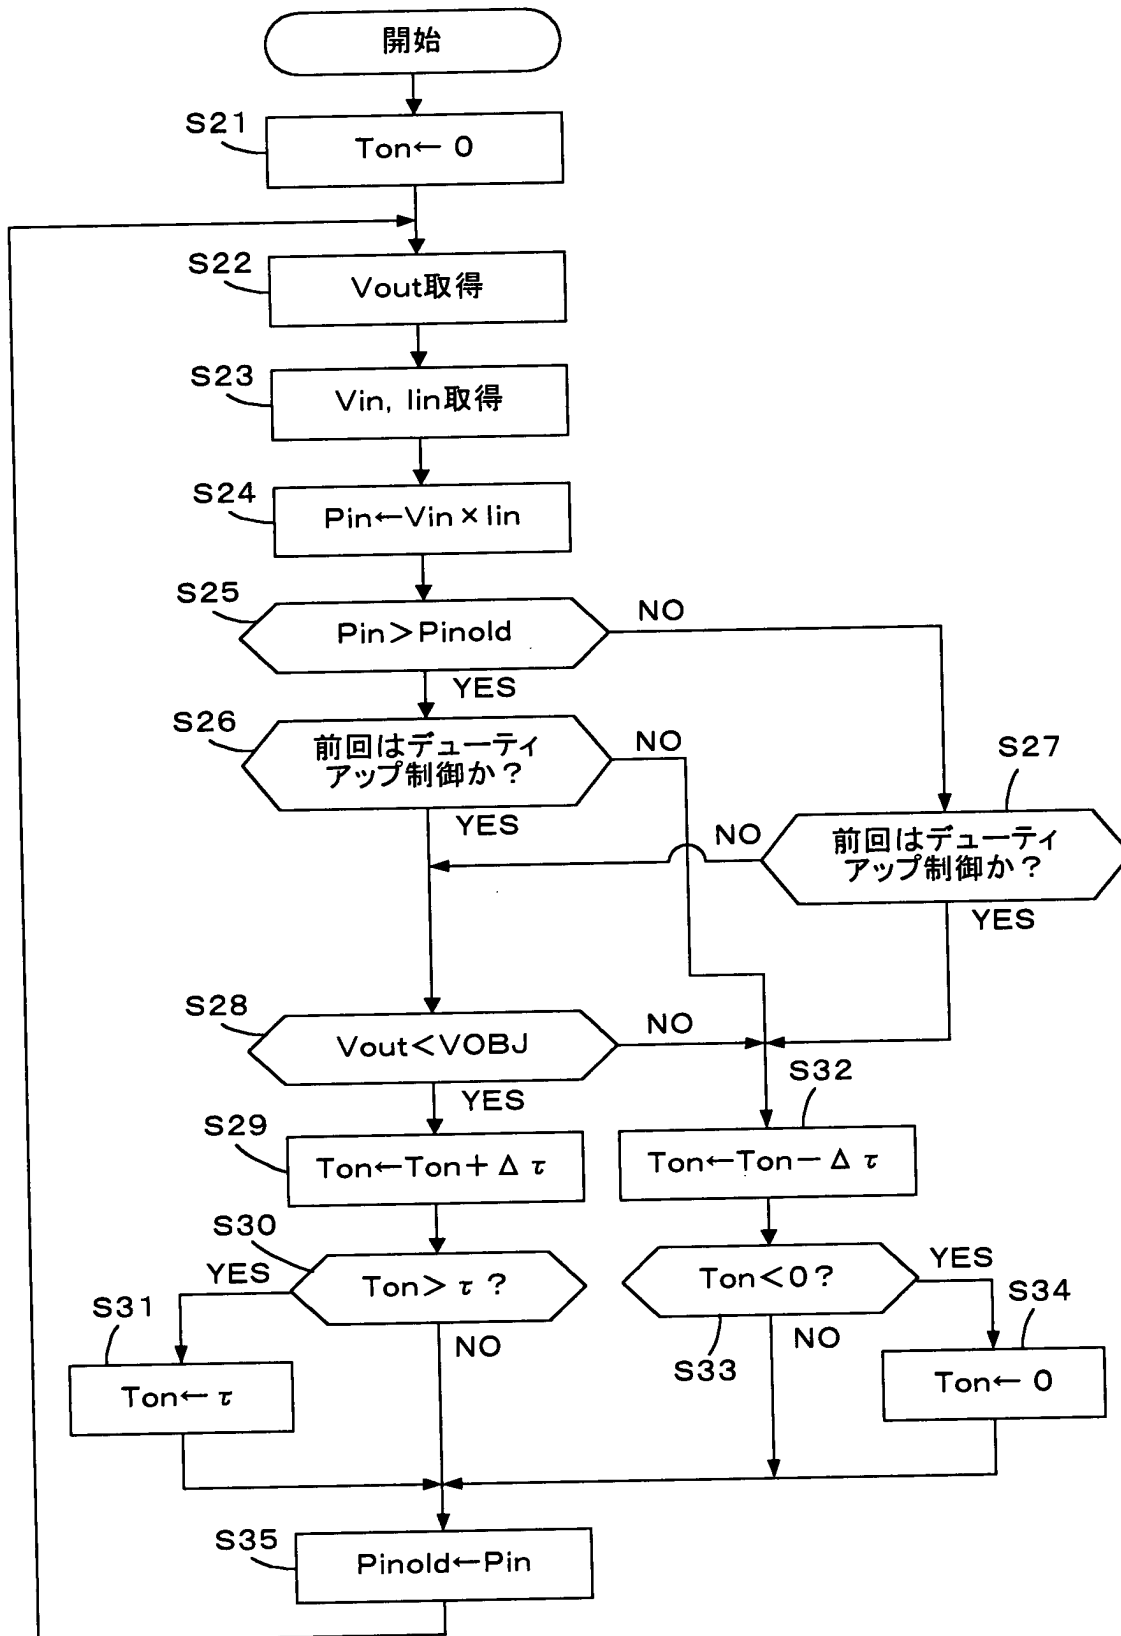 開始
S21
Ton← 0
S22
Vout取得
S23
Vin, Iin取得
S24
Pin←Vin×Iin
S25
Pin>Pinold
NO
YES
S26
前回はデューティ
アップ制御か?
NO
YES
S27
前回はデューティ
アップ制御か?
NO
YES
S28
Vout<VOBJ
NO
YES
S29
Ton←Ton+Δτ
S32
Ton←Ton-Δτ
S30
Ton>τ?
YES
NO
S31
Ton←τ
Ton<0?
YES
NO
S33
S34
Ton← 0
S35
Pinold←Pin